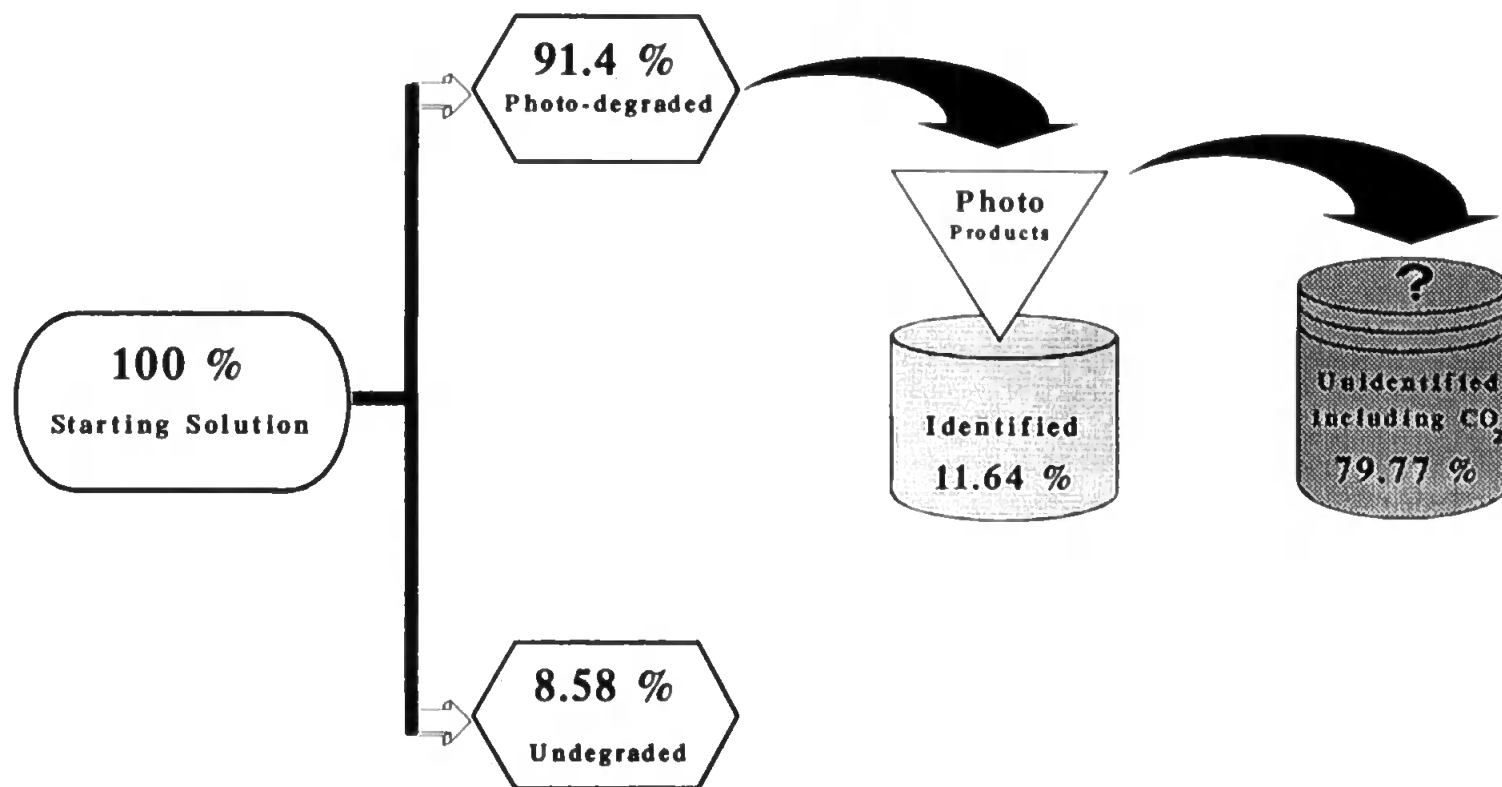 100 %
Starting Solution
91.4 %
Photo-degraded
8.58 %
Undegraded
Photo
Products
Identified
11.64 %
?
Unidentified
including CO₂
79.77 %